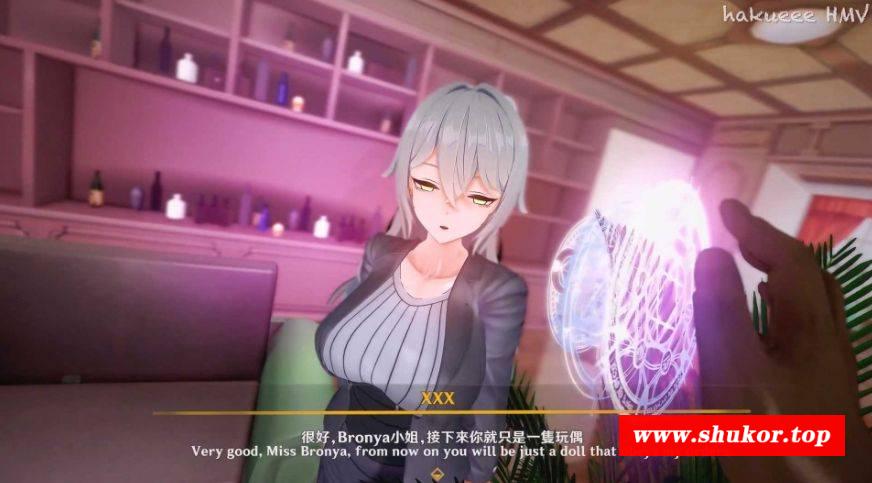 hakueee HMV
XXX
很好,Bronya小姐,接下來你就只是一隻玩偶
Very good, Miss Bronya, from now on you will be just a doll that
www.shukor.top